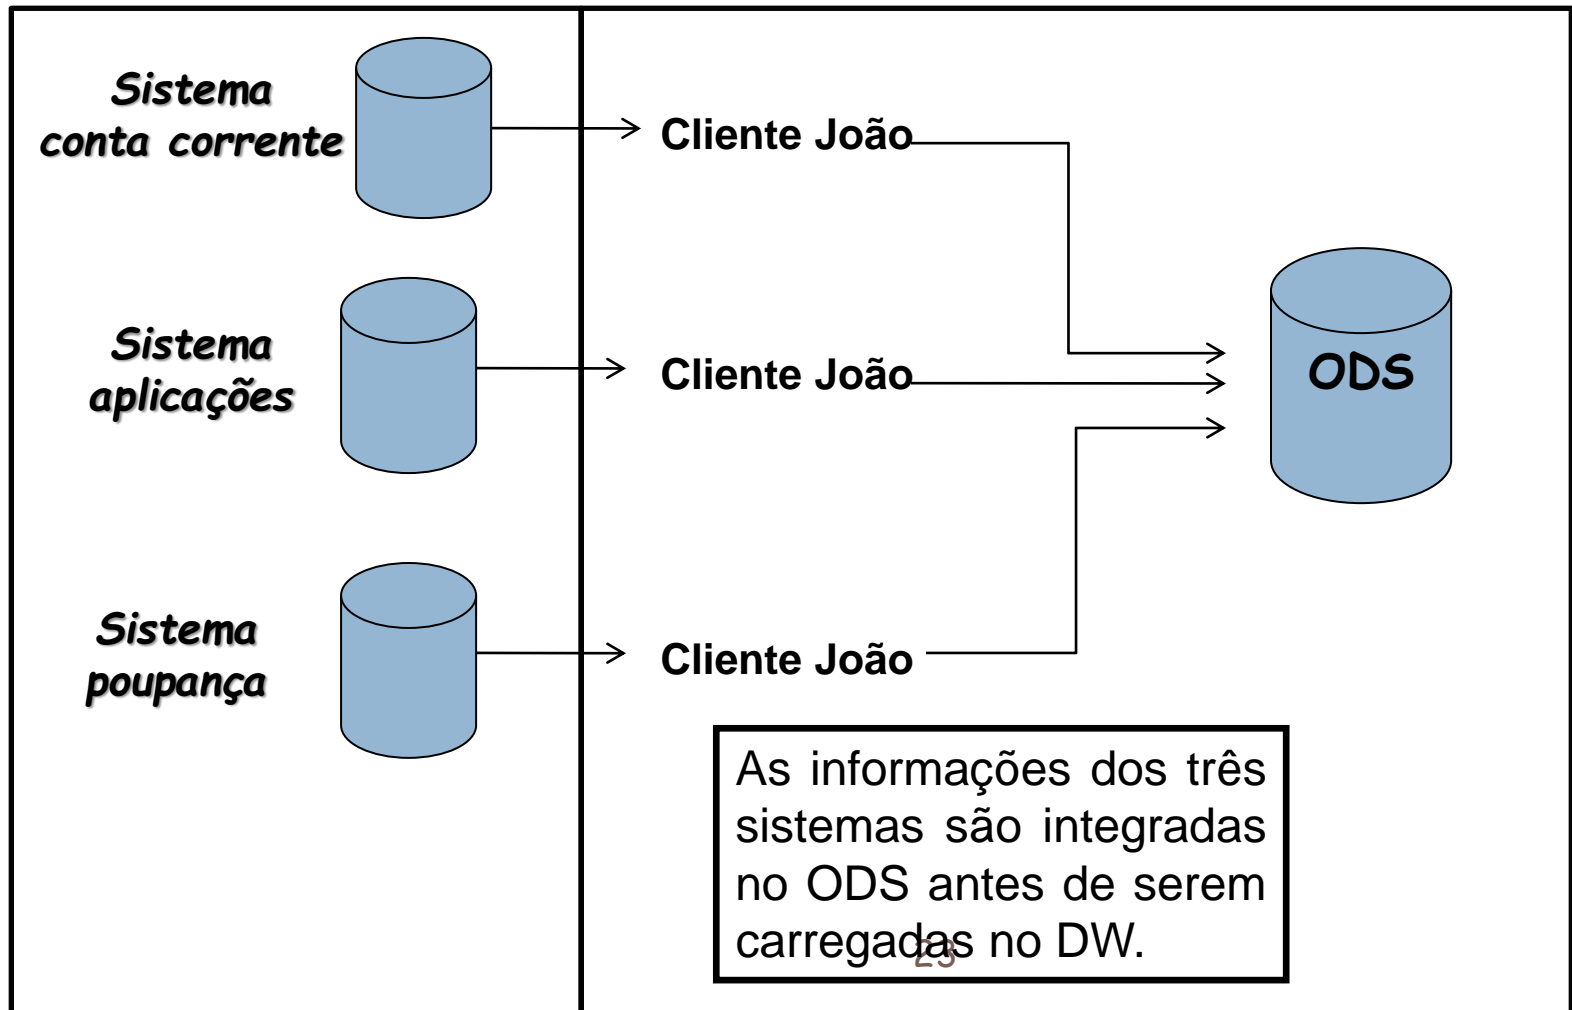 Sistema
conta corrente
Cliente João
Sistema
aplicações
Cliente João
ODS
Sistema
poupança
Cliente João
As informações dos três
sistemas são integradas
no ODS antes de serem
carregadas no DW.
23